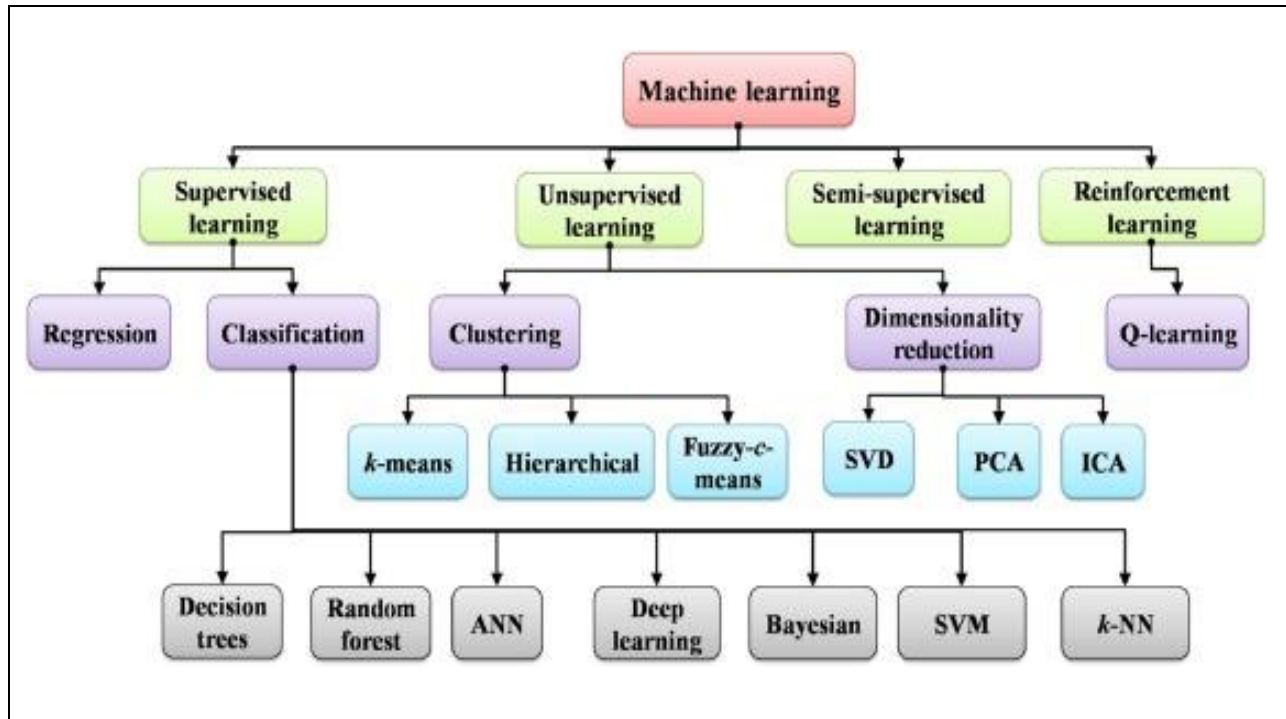 Machine learning
Supervised
learning
Unsupervised
learning
Semi-supervised
learning
Reinforcement
learning
Regression
Classification
Clustering
Dimensionality
reduction
Q-learning
k-means
Hierarchical
Fuzzy-c-
means
SVD
PCA
ICA
Decision
trees
Random
forest
ANN
Deep
learning
Bayesian
SVM
k-NN